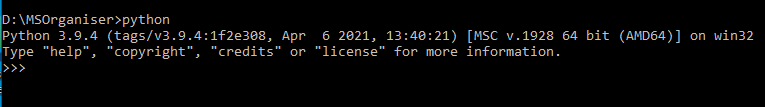 D:\MSOrganiser>python
Python 3.9.4 (tags/v3.9.4:1f2e308, Apr  6 2021, 13:40:21) [MSC v.1928 64 bit (AMD64)] on win32
Type "help", "copyright", "credits" or "license" for more information.
>>>